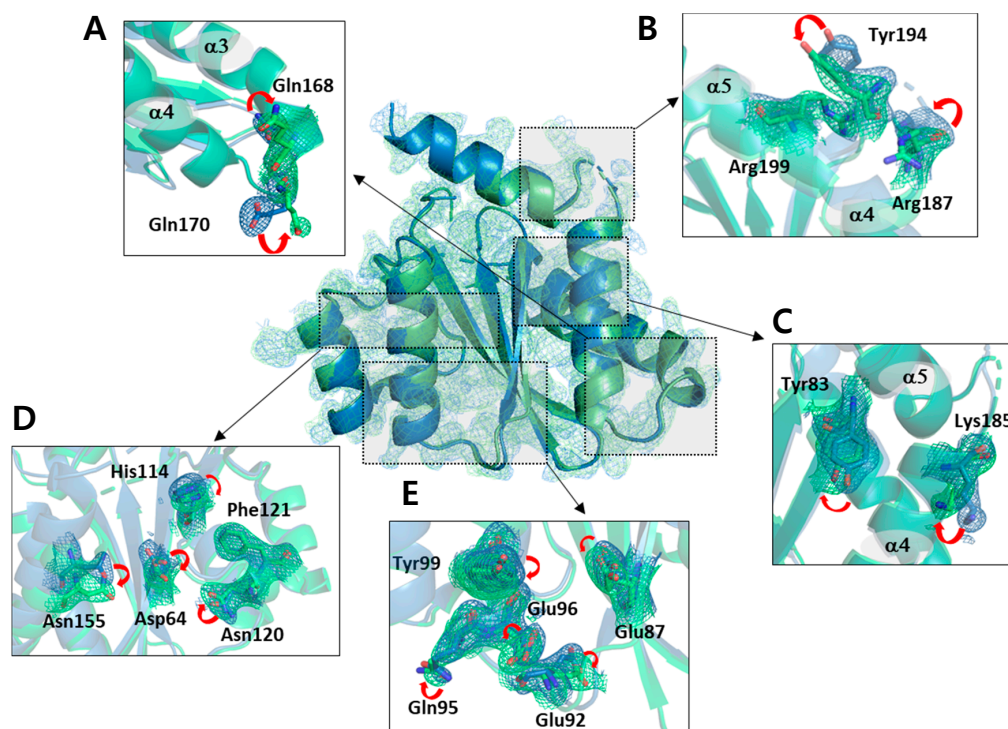 A
α3
Gln168
α4
Gln170
B
Tyr194
α5
Arg199
Arg187
α4
C
Tyr83
α5
Lys185
α4
D
His114
Phe121
Asn155
Asp64
Asn120
E
Tyr99
Glu96
Glu87
Gln95
Glu92